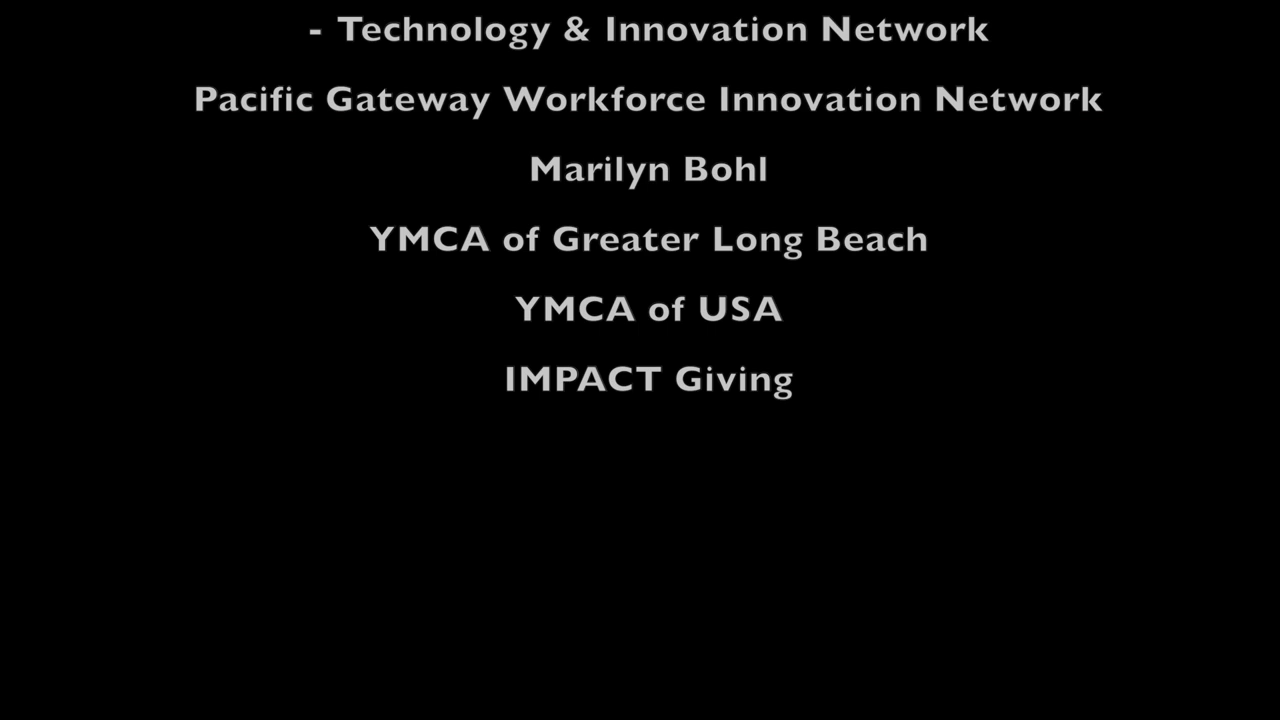 - Technology & Innovation Network
Pacific Gateway Workforce Innovation Network
Marilyn Bohl
YMCA of Greater Long Beach
YMCA of USA
IMPACT Giving